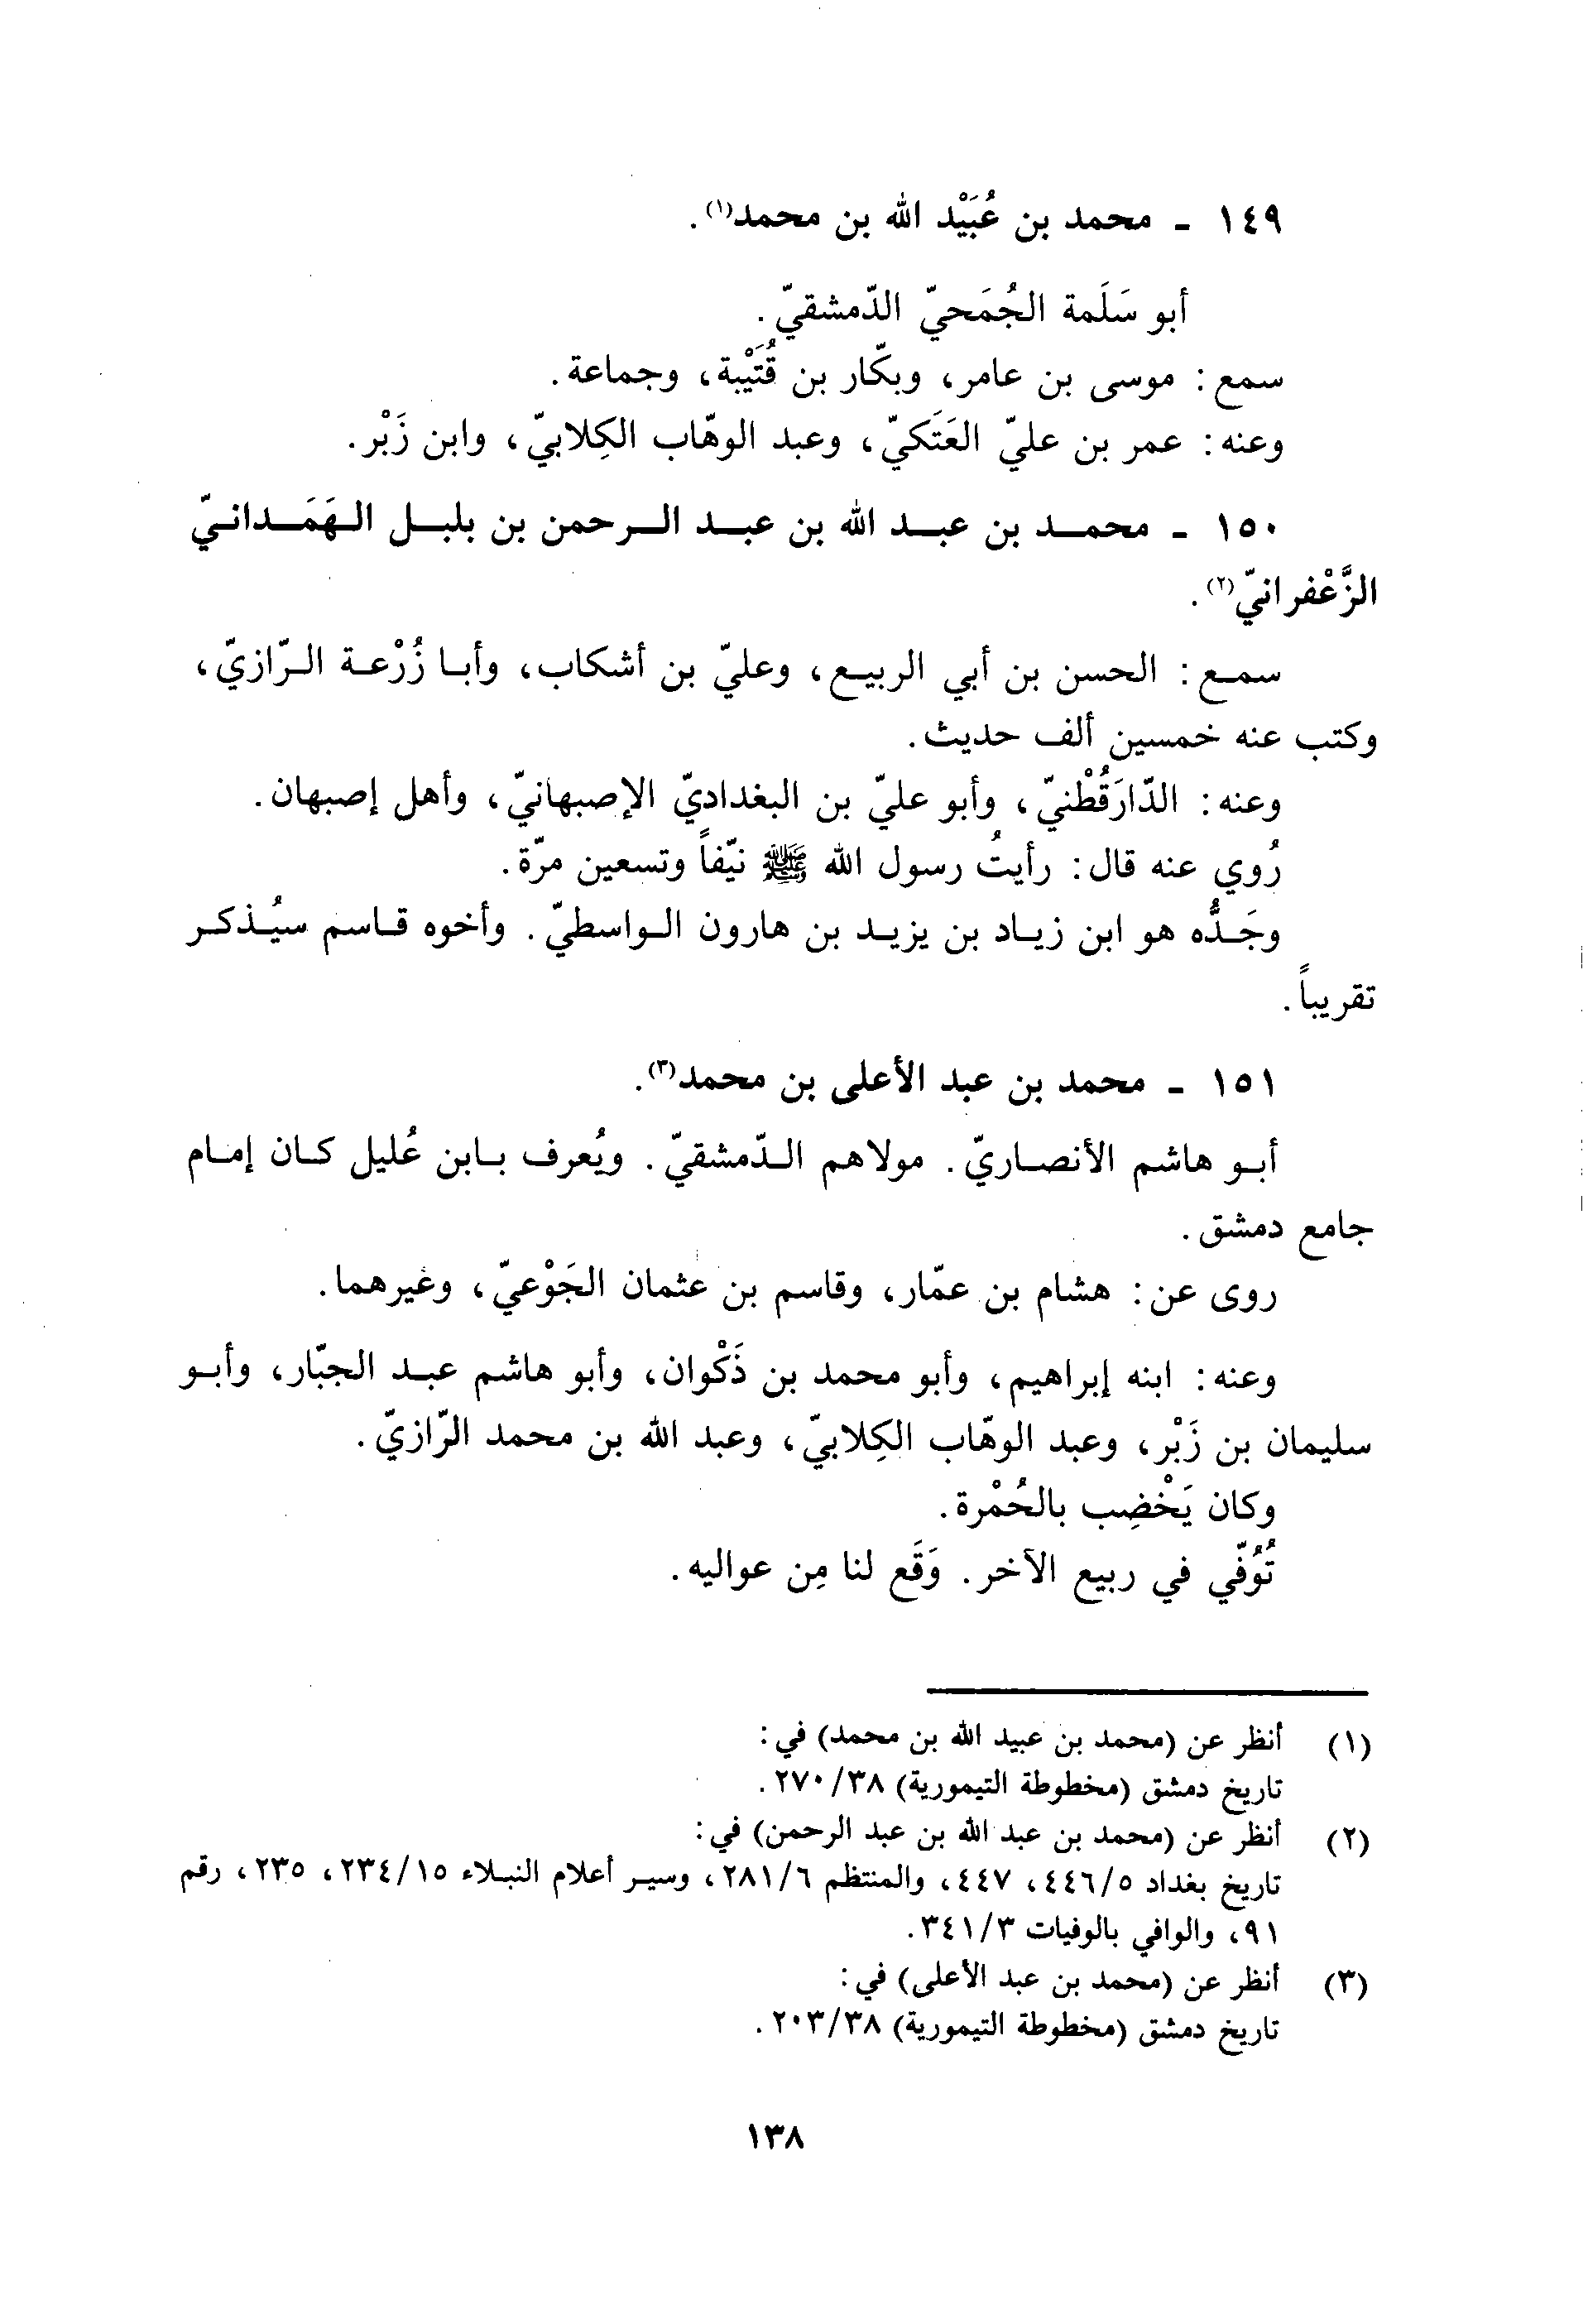 ١٤٩ ـ محمد بن عُبَيْد الله بن محمد(١).
أبو سَلَمة الجُمَحيّ الدّمشقيّ.
سمع: موسى بن عامر، وبكّار بن قُتَيْبة، وجماعة.
وعنه: عمر بن عليّ العَتَكيّ، وعبد الوهّاب الكِلابيّ، وابن زَبْر.
١٥٠ ـ محمد بن عبد الله بن عبد الرحمن بن بلبل الهَمَدانيّ
الزَّعْفرانيّ(٢).
سمع: الحسن بن أبي الربيع، وعليّ بن أشكاب، وأبا زُرْعة الرّازيّ،
وكتب عنه خمسين ألف حديث.
وعنه: الدّارَقُطْنيّ، وأبو عليّ بن البغداديّ الإصبهانيّ، وأهل إصبهان.
رُوي عنه قال: رأيتُ رسول الله ﷺ نيّفاً وتسعين مرّة.
وجَدُّه هو ابن زياد بن يزيد بن هارون الواسطيّ. وأخوه قاسم سيُذكر
تقريباً.
١٥١ ـ محمد بن عبد الأعلى بن محمد(٣).
أبو هاشم الأنصاريّ. مولاهم الدّمشقيّ. ويُعرف بابن عُليل كان إمام
جامع دمشق.
روى عن: هشام بن عمّار، وقاسم بن عثمان الجَوْعيّ، وغيرهما.
وعنه: ابنه إبراهيم، وأبو محمد بن ذَكْوان، وأبو هاشم عبد الجبّار، وأبو
سليمان بن زَبْر، وعبد الوهّاب الكِلابيّ، وعبد الله بن محمد الرّازيّ.
وكان يَخْضِب بالحُمْرة.
تُوُفّي في ربيع الآخر. وَقَع لنا مِن عواليه.
(١) أنظر عن (محمد بن عبيد الله بن محمد) في:
تاريخ دمشق (مخطوطة التيمورية) ٢٧٠/٣٨.
(٢) أنظر عن (محمد بن عبد الله بن عبد الرحمن) في:
تاريخ بغداد ٤٤٦/٥، ٤٤٧، والمنتظم ٢٨١/٦، وسير أعلام النبلاء ٢٣٤/١٥، ٢٣٥، رقم
٩١، والوافي بالوفيات ٣٤١/٣.
(٣) أنظر عن (محمد بن عبد الأعلى) في:
تاريخ دمشق (مخطوطة التيمورية) ٢٠٣/٣٨.
١٣٨